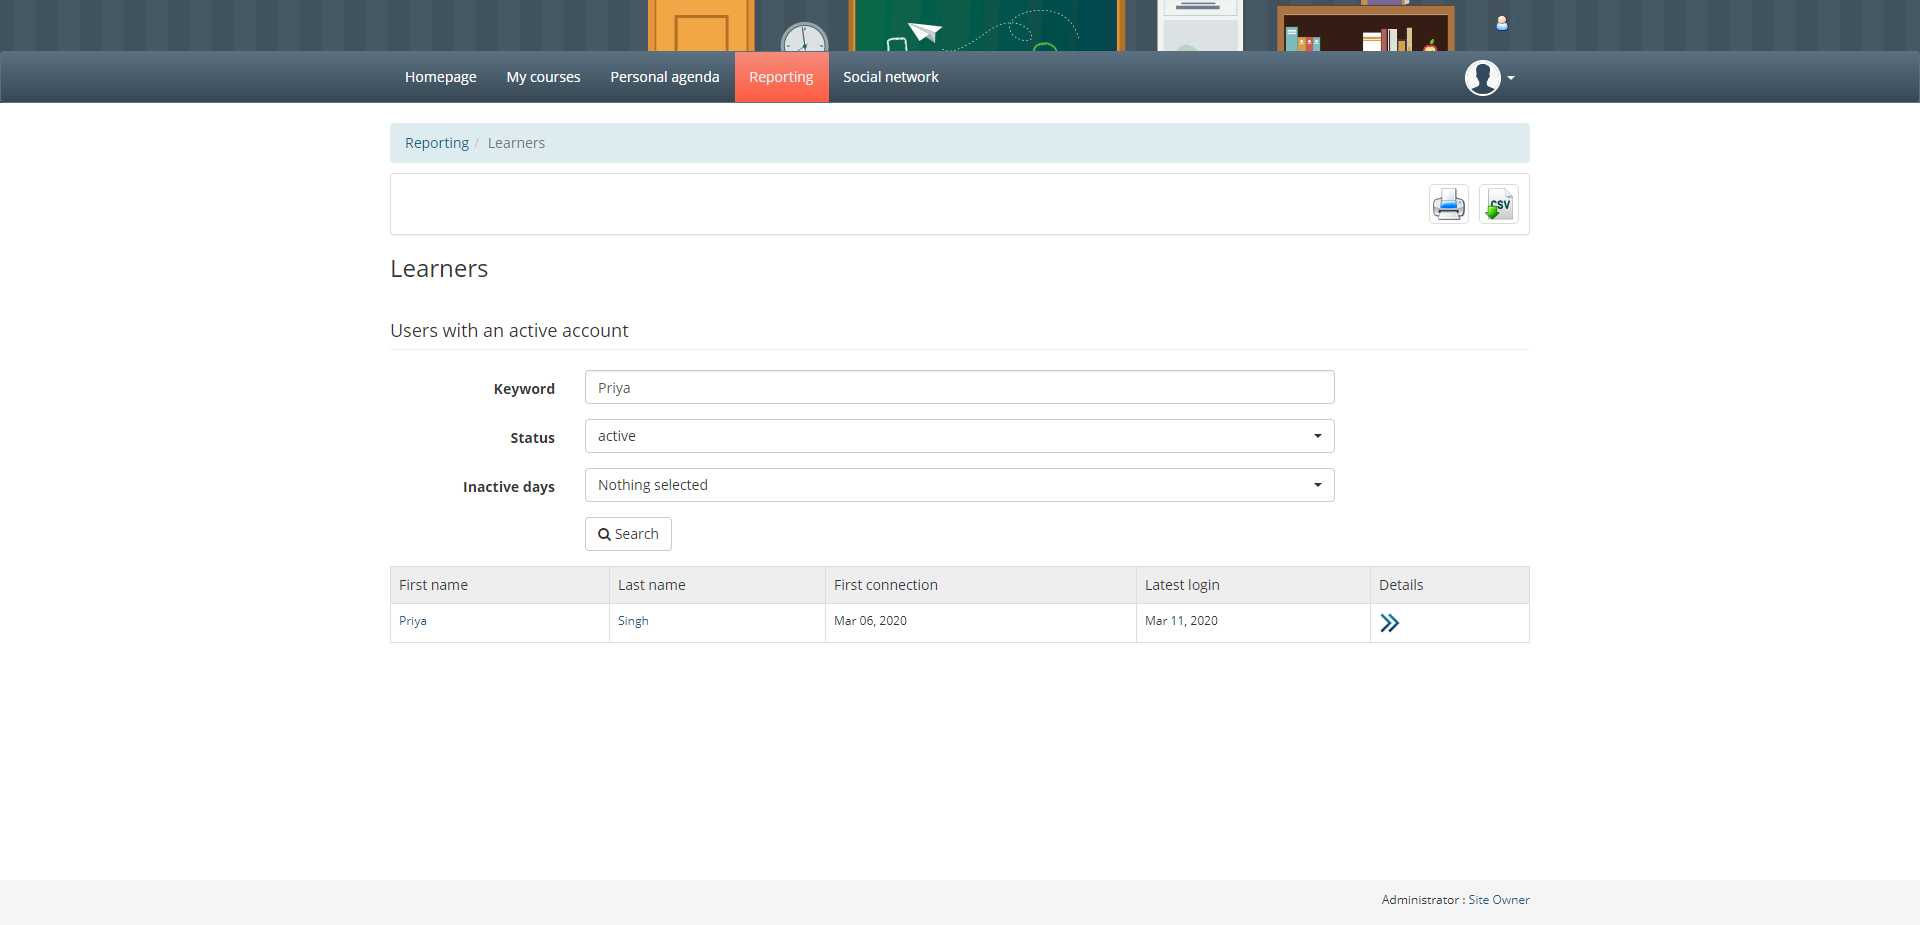 Homepage My courses Personal agenda Reporting Social network
Reporting / Learners
CSV
Learners
Users with an active account
Keyword Priya
Status active
Inactive days Nothing selected
Search
First name Last name First connection Latest login Details
Priya Singh Mar 06, 2020 Mar 11, 2020
Administrator : Site Owner